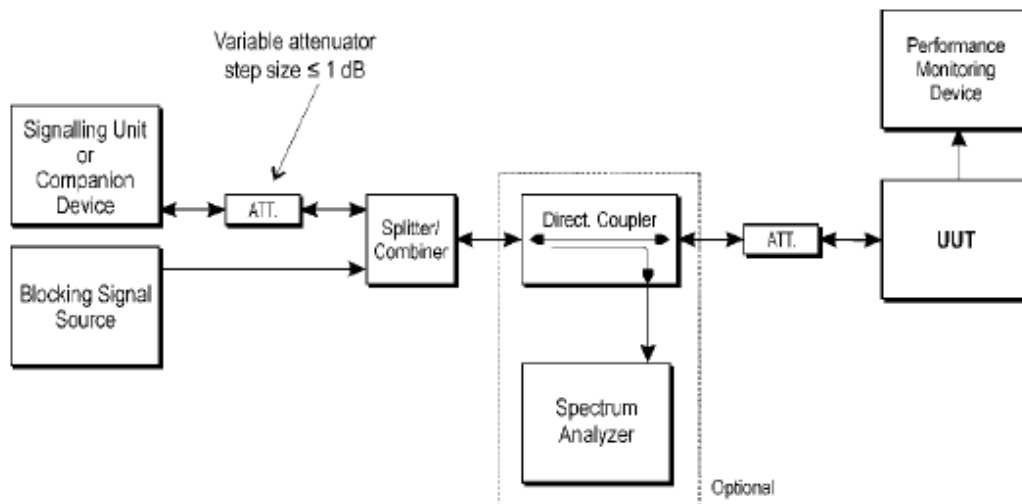 Variable attenuator
step size ≤ 1 dB
Performance
Monitoring
Device
Signalling Unit
or
Companion
Device
ATT.
Splitter/
Combiner
Direct. Coupler
ATT.
UUT
Blocking Signal
Source
Spectrum
Analyzer
Optional